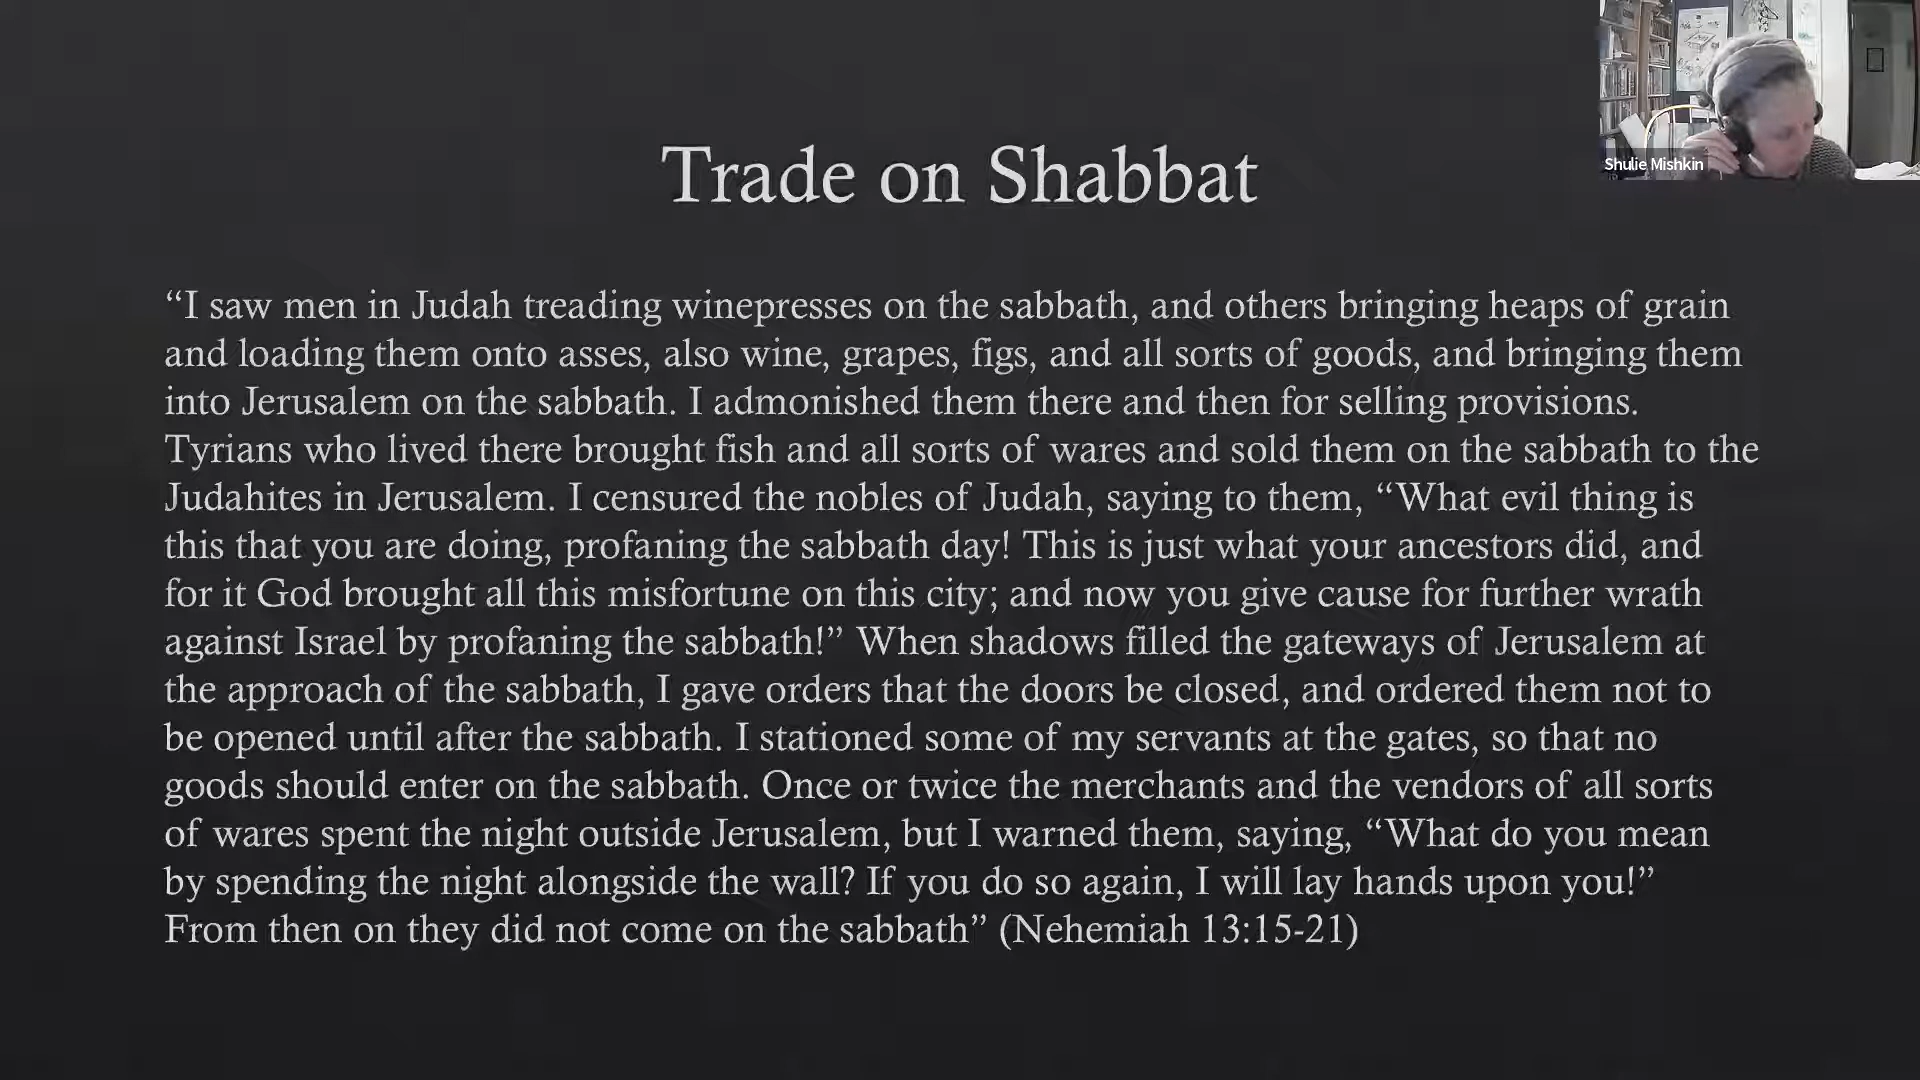 Trade on Shabbat
Shulie Mishkin
“I saw men in Judah treading winepresses on the sabbath, and others bringing heaps of grain
and loading them onto asses, also wine, grapes, figs, and all sorts of goods, and bringing them
into Jerusalem on the sabbath. I admonished them there and then for selling provisions.
Tyrians who lived there brought fish and all sorts of wares and sold them on the sabbath to the
Judahites in Jerusalem. I censured the nobles of Judah, saying to them, “What evil thing is
this that you are doing, profaning the sabbath day! This is just what your ancestors did, and
for it God brought all this misfortune on this city; and now you give cause for further wrath
against Israel by profaning the sabbath!” When shadows filled the gateways of Jerusalem at
the approach of the sabbath, I gave orders that the doors be closed, and ordered them not to
be opened until after the sabbath. I stationed some of my servants at the gates, so that no
goods should enter on the sabbath. Once or twice the merchants and the vendors of all sorts
of wares spent the night outside Jerusalem, but I warned them, saying, “What do you mean
by spending the night alongside the wall? If you do so again, I will lay hands upon you!”
From then on they did not come on the sabbath” (Nehemiah 13:15-21)